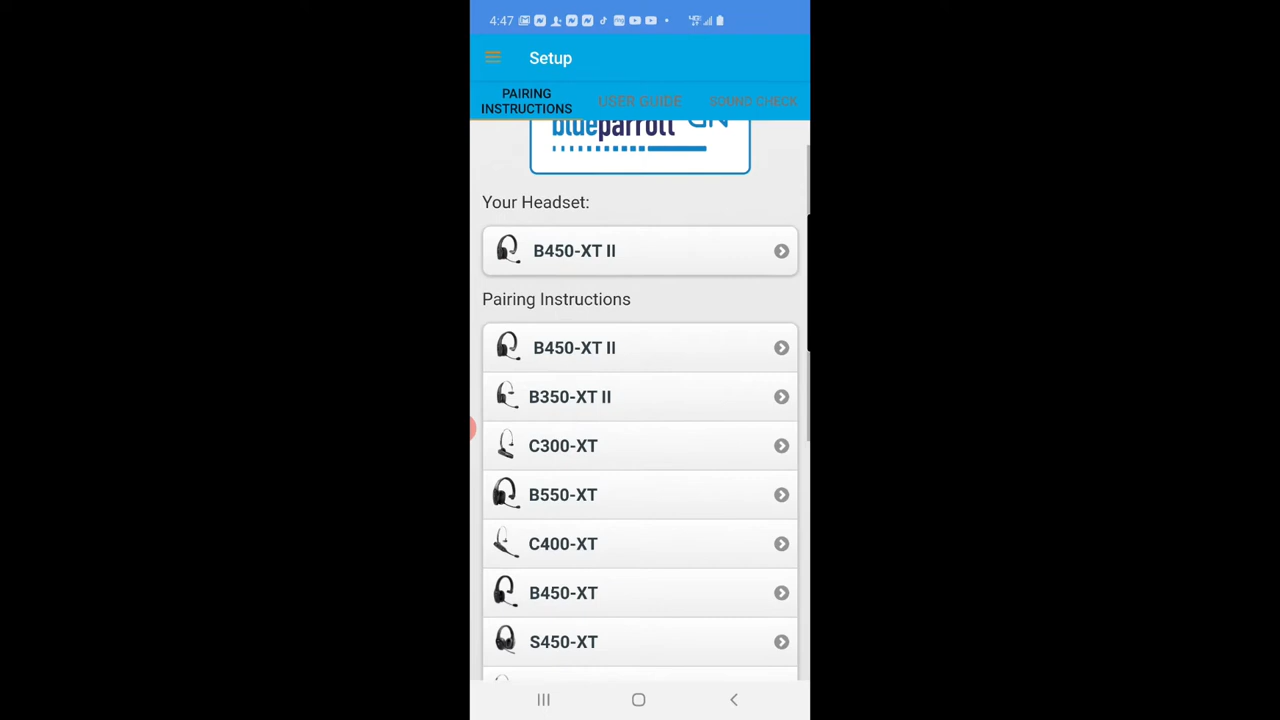 4:47
Setup
PAIRING
INSTRUCTIONS
USER GUIDE
SOUND CHECK
blueparrott GN
Your Headset:
B450-XT II
Pairing Instructions
B450-XT II
B350-XT II
C300-XT
B550-XT
C400-XT
B450-XT
S450-XT